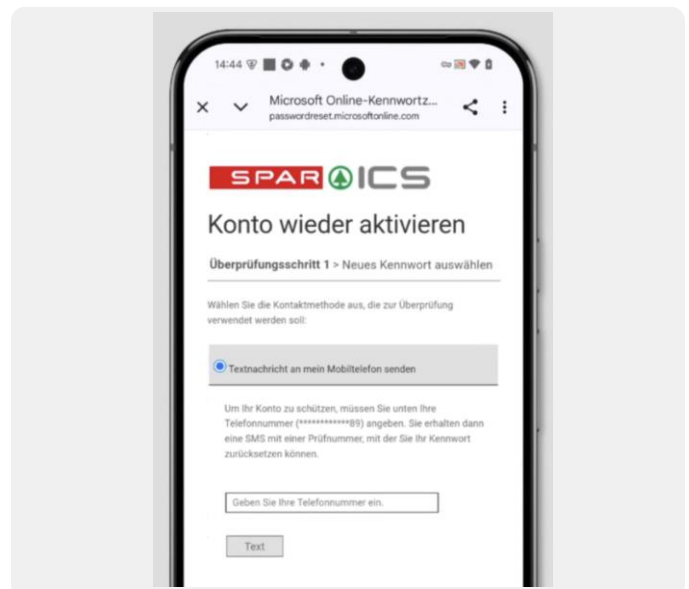 14:44
Microsoft Online-Kennwortz...
passwordreset.microsoftonline.com
SPAR ICS
Konto wieder aktivieren
Überprüfungsschritt 1 > Neues Kennwort auswählen
Wählen Sie die Kontaktmethode aus, die zur Überprüfung
verwendet werden soll:
Textnachricht an mein Mobiltelefon senden
Um Ihr Konto zu schützen, müssen Sie unten Ihre
Telefonnummer (************89) angeben. Sie erhalten dann
eine SMS mit einer Prüfnummer, mit der Sie Ihr Kennwort
zurücksetzen können.
Geben Sie Ihre Telefonnummer ein.
Text